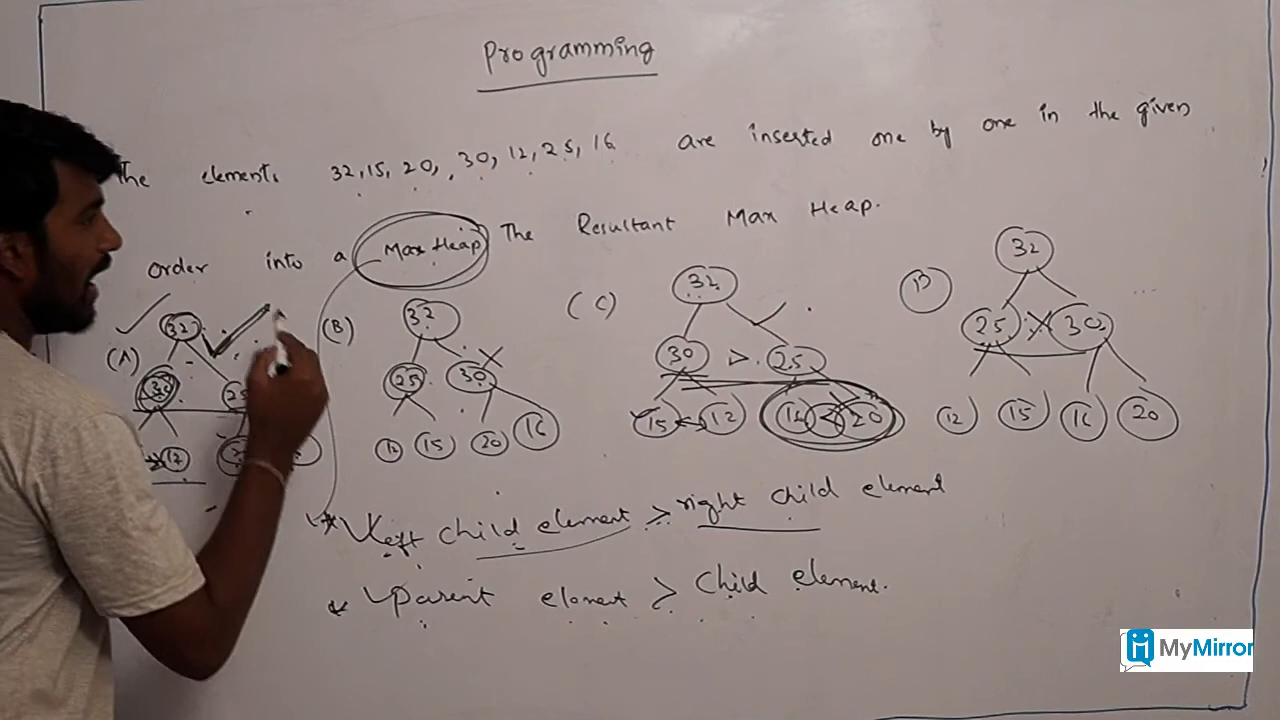 Programming
The elements 32, 15, 20, 30, 12, 25, 16 are inserted one by one in the given
order into a Max Heap. The Resultant Max Heap.
(A)
32
30 25
12
(B)
32
25 30
12 15 20 16
(C)
32
30 > 25
15 12 16 < 20
D
32
25 30
12 15 16 20
* Left child element > right child element
* Parent element > child element.
MyMirror